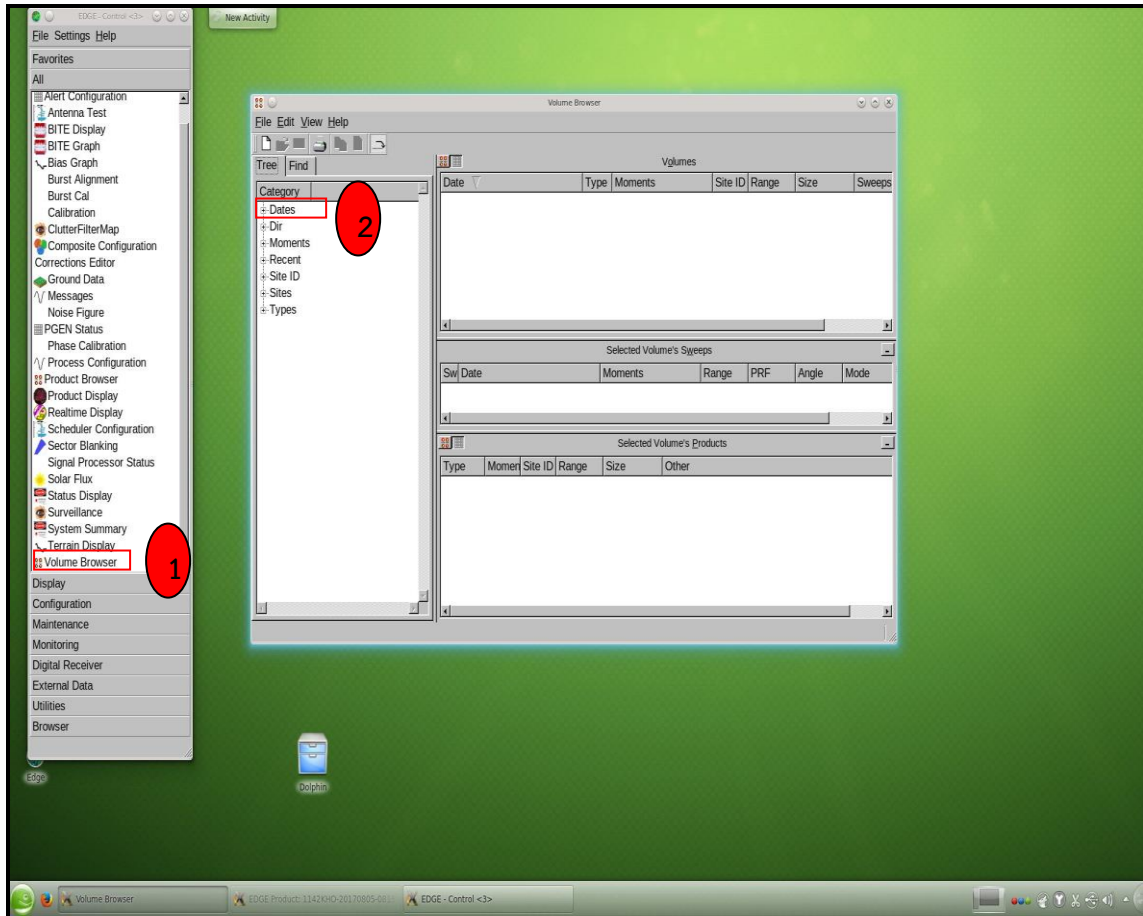 EDGE - Control <3>
File Settings Help
Favorites
All
Alert Configuration
Antenna Test
BITE Display
BITE Graph
Bias Graph
Burst Alignment
Burst Cal
Calibration
ClutterFilterMap
Composite Configuration
Corrections Editor
Ground Data
Messages
Noise Figure
PGEN Status
Phase Calibration
Process Configuration
Product Browser
Product Display
Realtime Display
Scheduler Configuration
Sector Blanking
Signal Processor Status
Solar Flux
Status Display
Surveillance
System Summary
Terrain Display
Volume Browser
1
Display
Configuration
Maintenance
Monitoring
Digital Receiver
External Data
Utilities
Browser
Edge
New Activity
Volume Browser
File Edit View Help
Tree Find
Category
Dates
2
Dir
Moments
Recent
Site ID
Sites
Types
Volumes
Date Type Moments Site ID Range Size Sweeps
Selected Volume's Sweeps
Sw Date Moments Range PRF Angle Mode
Selected Volume's Products
Type Momen Site ID Range Size Other
Dolphin
Volume Browser
EDGE Product: 1142KHO-20170805-001
EDGE - Control <3>